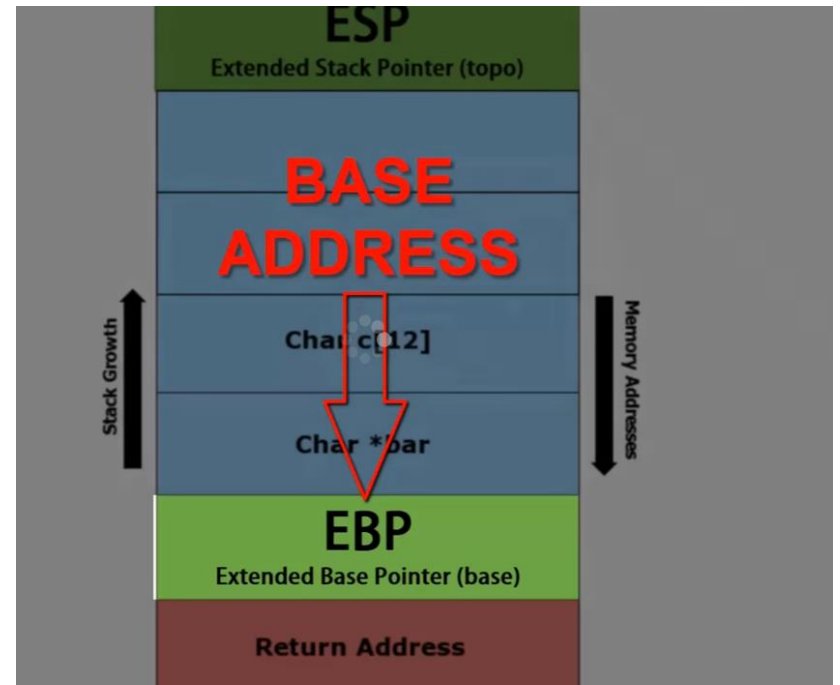 ESP
Extended Stack Pointer (topo)
BASE
ADDRESS
Char c[12]
Stack Growth
Memory Addresses
Char *bar
EBP
Extended Base Pointer (base)
Return Address